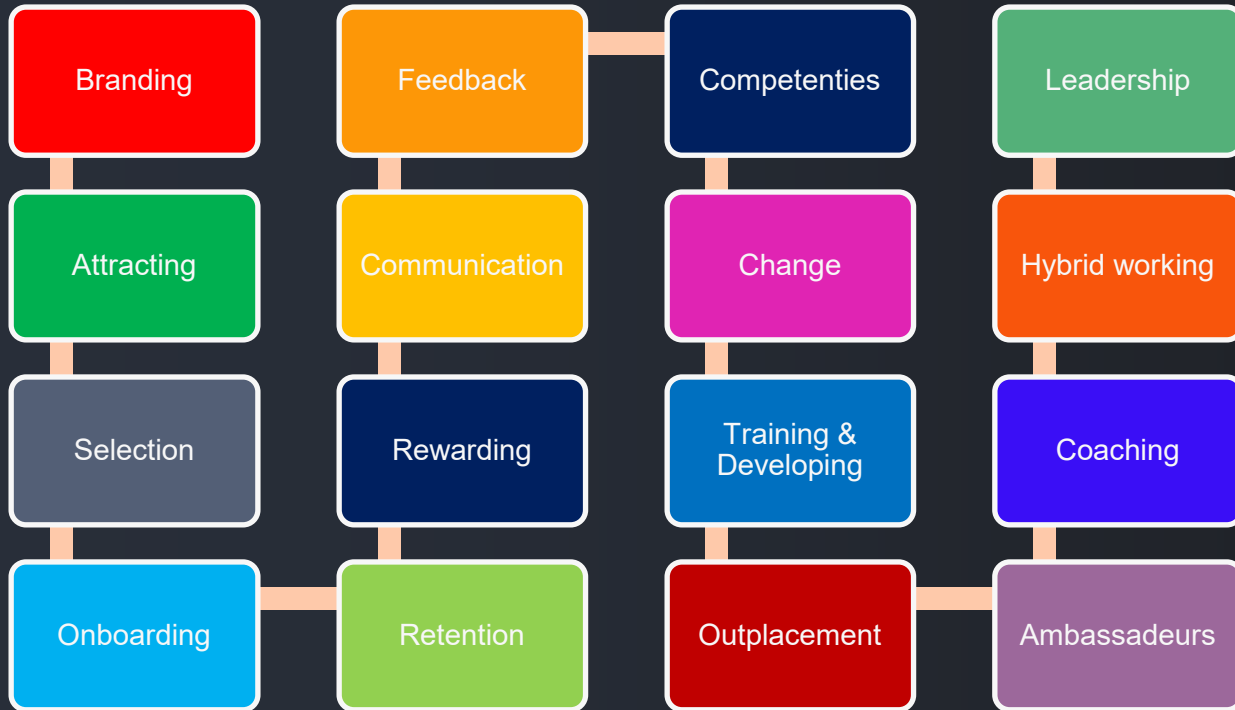 Branding
Attracting
Selection
Onboarding
Retention
Rewarding
Communication
Feedback
Competenties
Change
Training &
Developing
Outplacement
Ambassadeurs
Coaching
Hybrid working
Leadership